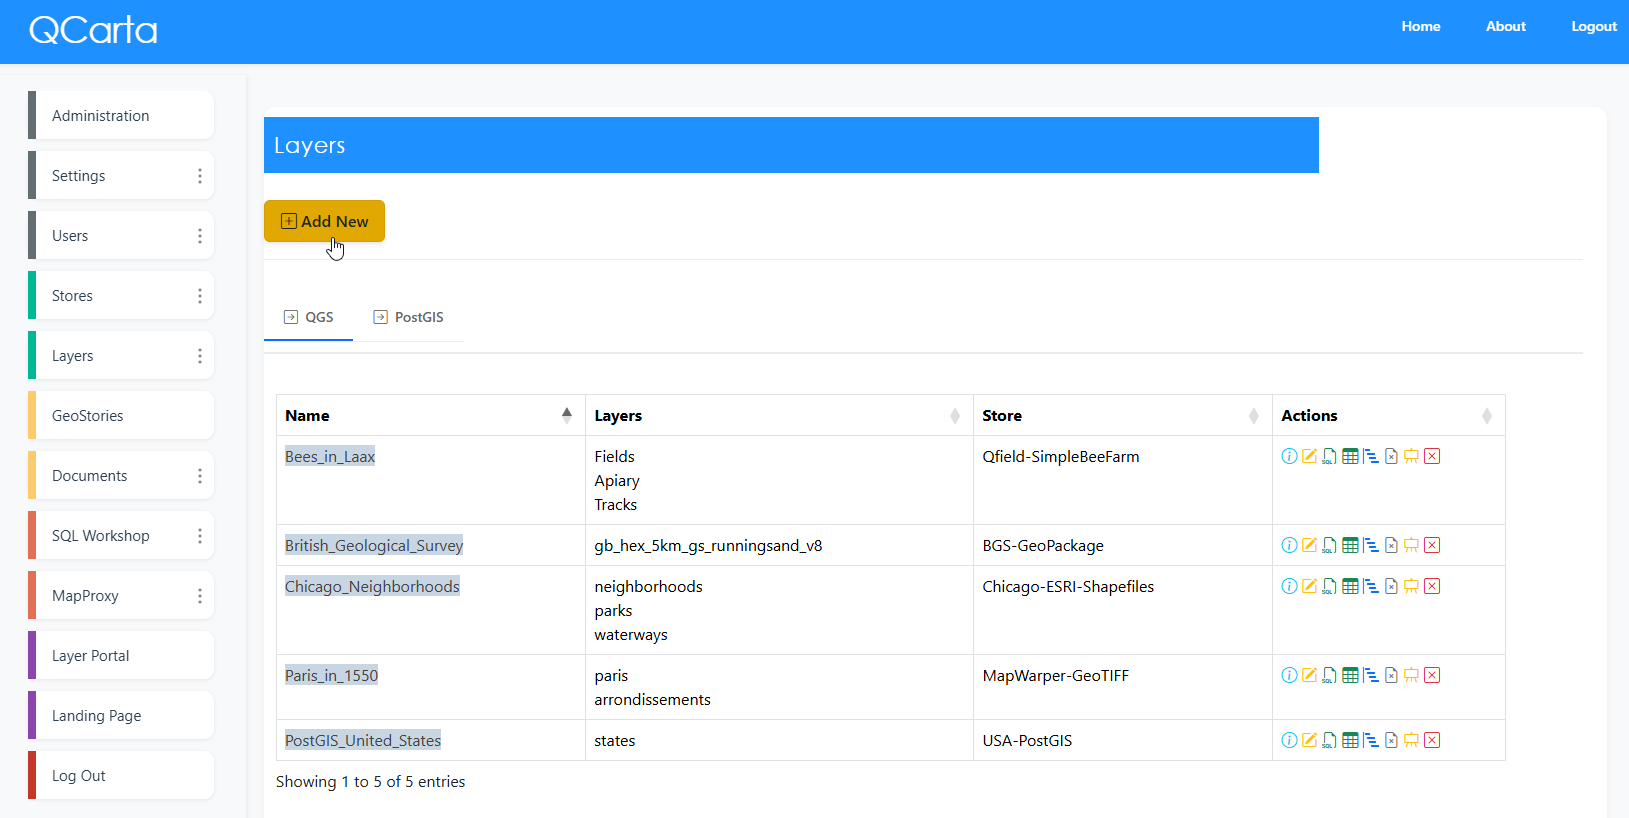 QCarta
Home About Logout
Administration
Settings
Users
Stores
Layers
GeoStories
Documents
SQL Workshop
MapProxy
Layer Portal
Landing Page
Log Out
Layers
Add New
QGS PostGIS
Name Layers Store Actions
Bees_in_Laax Fields Qfield-SimpleBeeFarm
Apiary
Tracks
British_Geological_Survey gb_hex_5km_gs_runningsand_v8 BGS-GeoPackage
Chicago_Neighborhoods neighborhoods Chicago-ESRI-Shapefiles
parks
waterways
Paris_in_1550 paris MapWarper-GeoTIFF
arrondissements
PostGIS_United_States states USA-PostGIS
Showing 1 to 5 of 5 entries